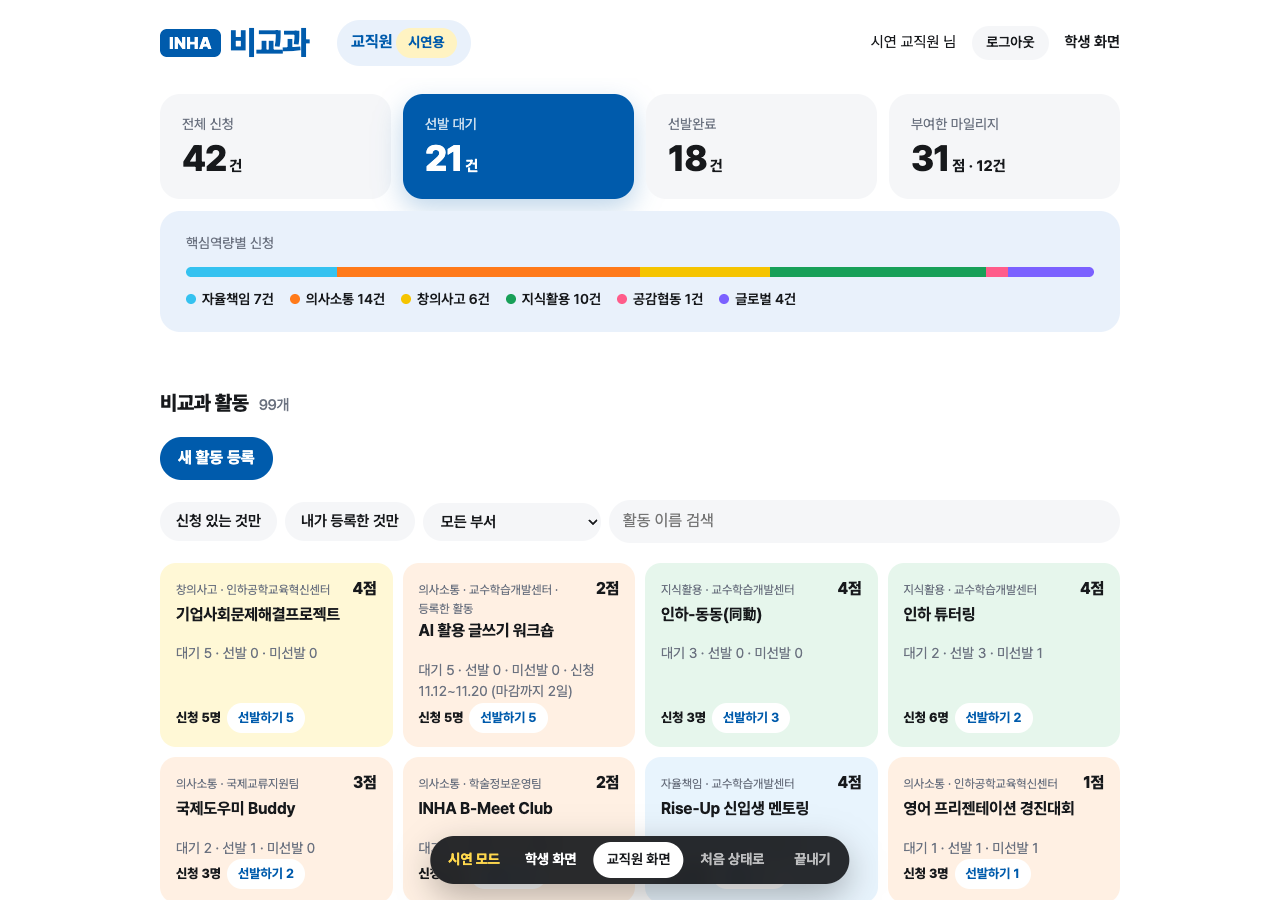 INHA 비교과 교직원 시연용 시연 교직원 님 로그아웃 학생 화면
전체 신청
42건
선발 대기
21건
선발완료
18건
부여한 마일리지
31점 · 12건
핵심역량별 신청
자율책임 7건 의사소통 14건 창의사고 6건 지식활용 10건 공감협동 1건 글로벌 4건
비교과 활동 99개
새 활동 등록
신청 있는 것만 내가 등록한 것만 모든 부서 활동 이름 검색
창의사고 · 인하공학교육혁신센터 4점
기업사회문제해결프로젝트
대기 5 · 선발 0 · 미선발 0
신청 5명 선발하기 5
의사소통 · 교수학습개발센터 · 2점
등록한 활동
AI 활용 글쓰기 워크숍
대기 5 · 선발 0 · 미선발 0 · 신청
11.12~11.20 (마감까지 2일)
신청 5명 선발하기 5
지식활용 · 교수학습개발센터 4점
인하-동동(同動)
대기 3 · 선발 0 · 미선발 0
신청 3명 선발하기 3
지식활용 · 교수학습개발센터 4점
인하 튜터링
대기 2 · 선발 3 · 미선발 1
신청 6명 선발하기 2
의사소통 · 국제교류지원팀 3점
국제도우미 Buddy
대기 2 · 선발 1 · 미선발 0
신청 3명 선발하기 2
의사소통 · 학술정보운영팀 2점
INHA B-Meet Club
자율책임 · 교수학습개발센터 4점
Rise-Up 신입생 멘토링
의사소통 · 인하공학교육혁신센터 1점
영어 프리젠테이션 경진대회
대기 1 · 선발 1 · 미선발 1
신청 3명 선발하기 1
시연 모드 학생 화면 교직원 화면 처음 상태로 끝내기